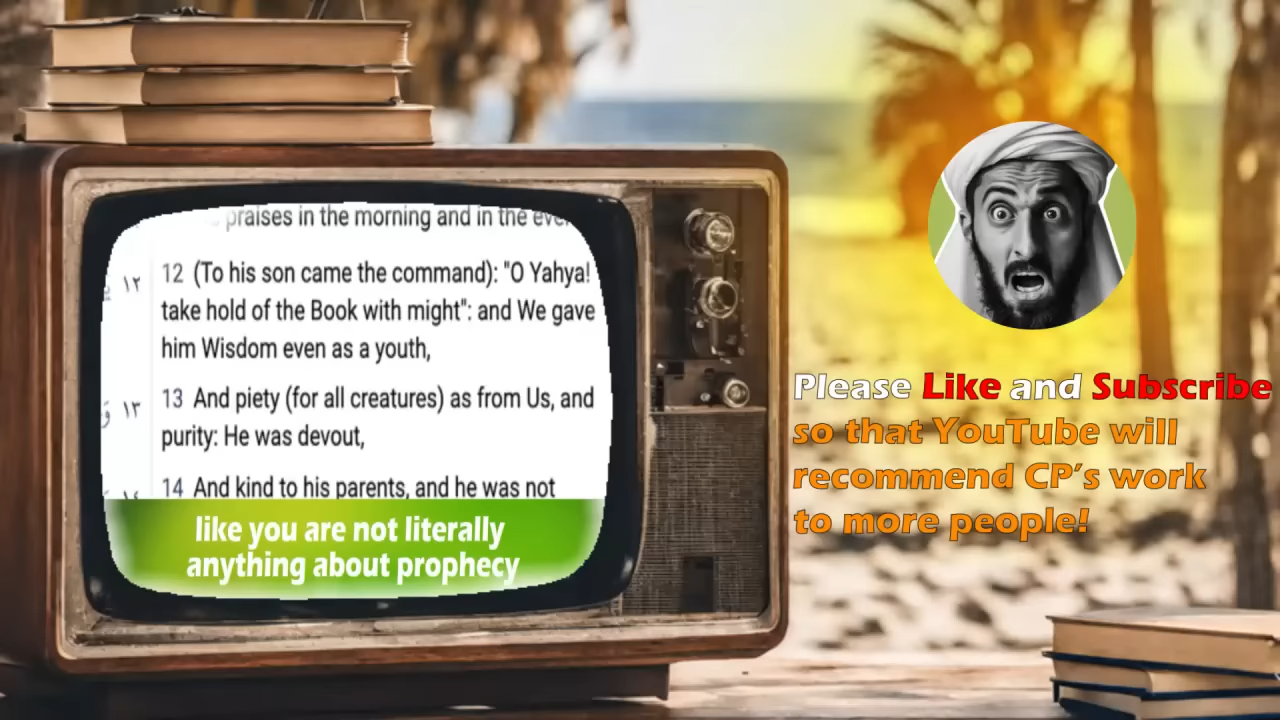 praises in the morning and in the
١٢
12 (To his son came the command): "O Yahya!
take hold of the Book with might": and We gave
him Wisdom even as a youth,
١٣
13 And piety (for all creatures) as from Us, and
purity: He was devout,
14 And kind to his parents, and he was not
like you are not literally
anything about prophecy
Please Like and Subscribe
so that YouTube will
recommend CP's work
to more people!